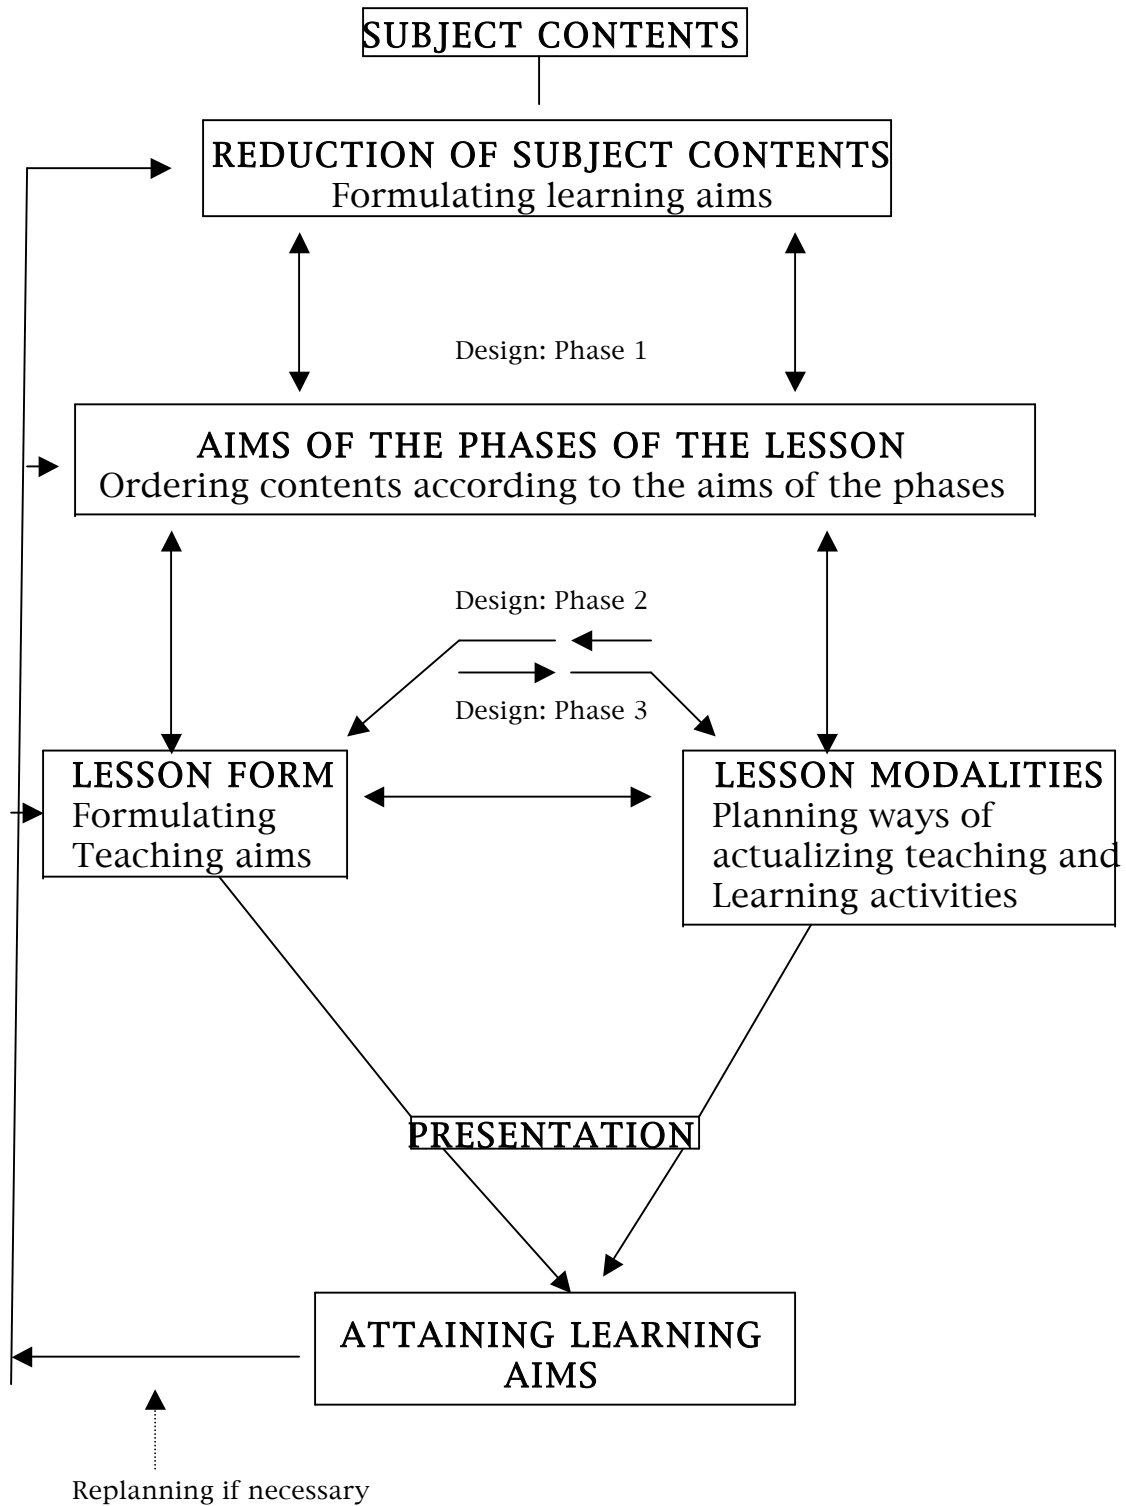 SUBJECT CONTENTS
REDUCTION OF SUBJECT CONTENTS
Formulating learning aims
Design: Phase 1
AIMS OF THE PHASES OF THE LESSON
Ordering contents according to the aims of the phases
Design: Phase 2
Design: Phase 3
LESSON FORM
Formulating
Teaching aims
LESSON MODALITIES
Planning ways of
actualizing teaching and
Learning activities
PRESENTATION
ATTAINING LEARNING
AIMS
Replanning if necessary